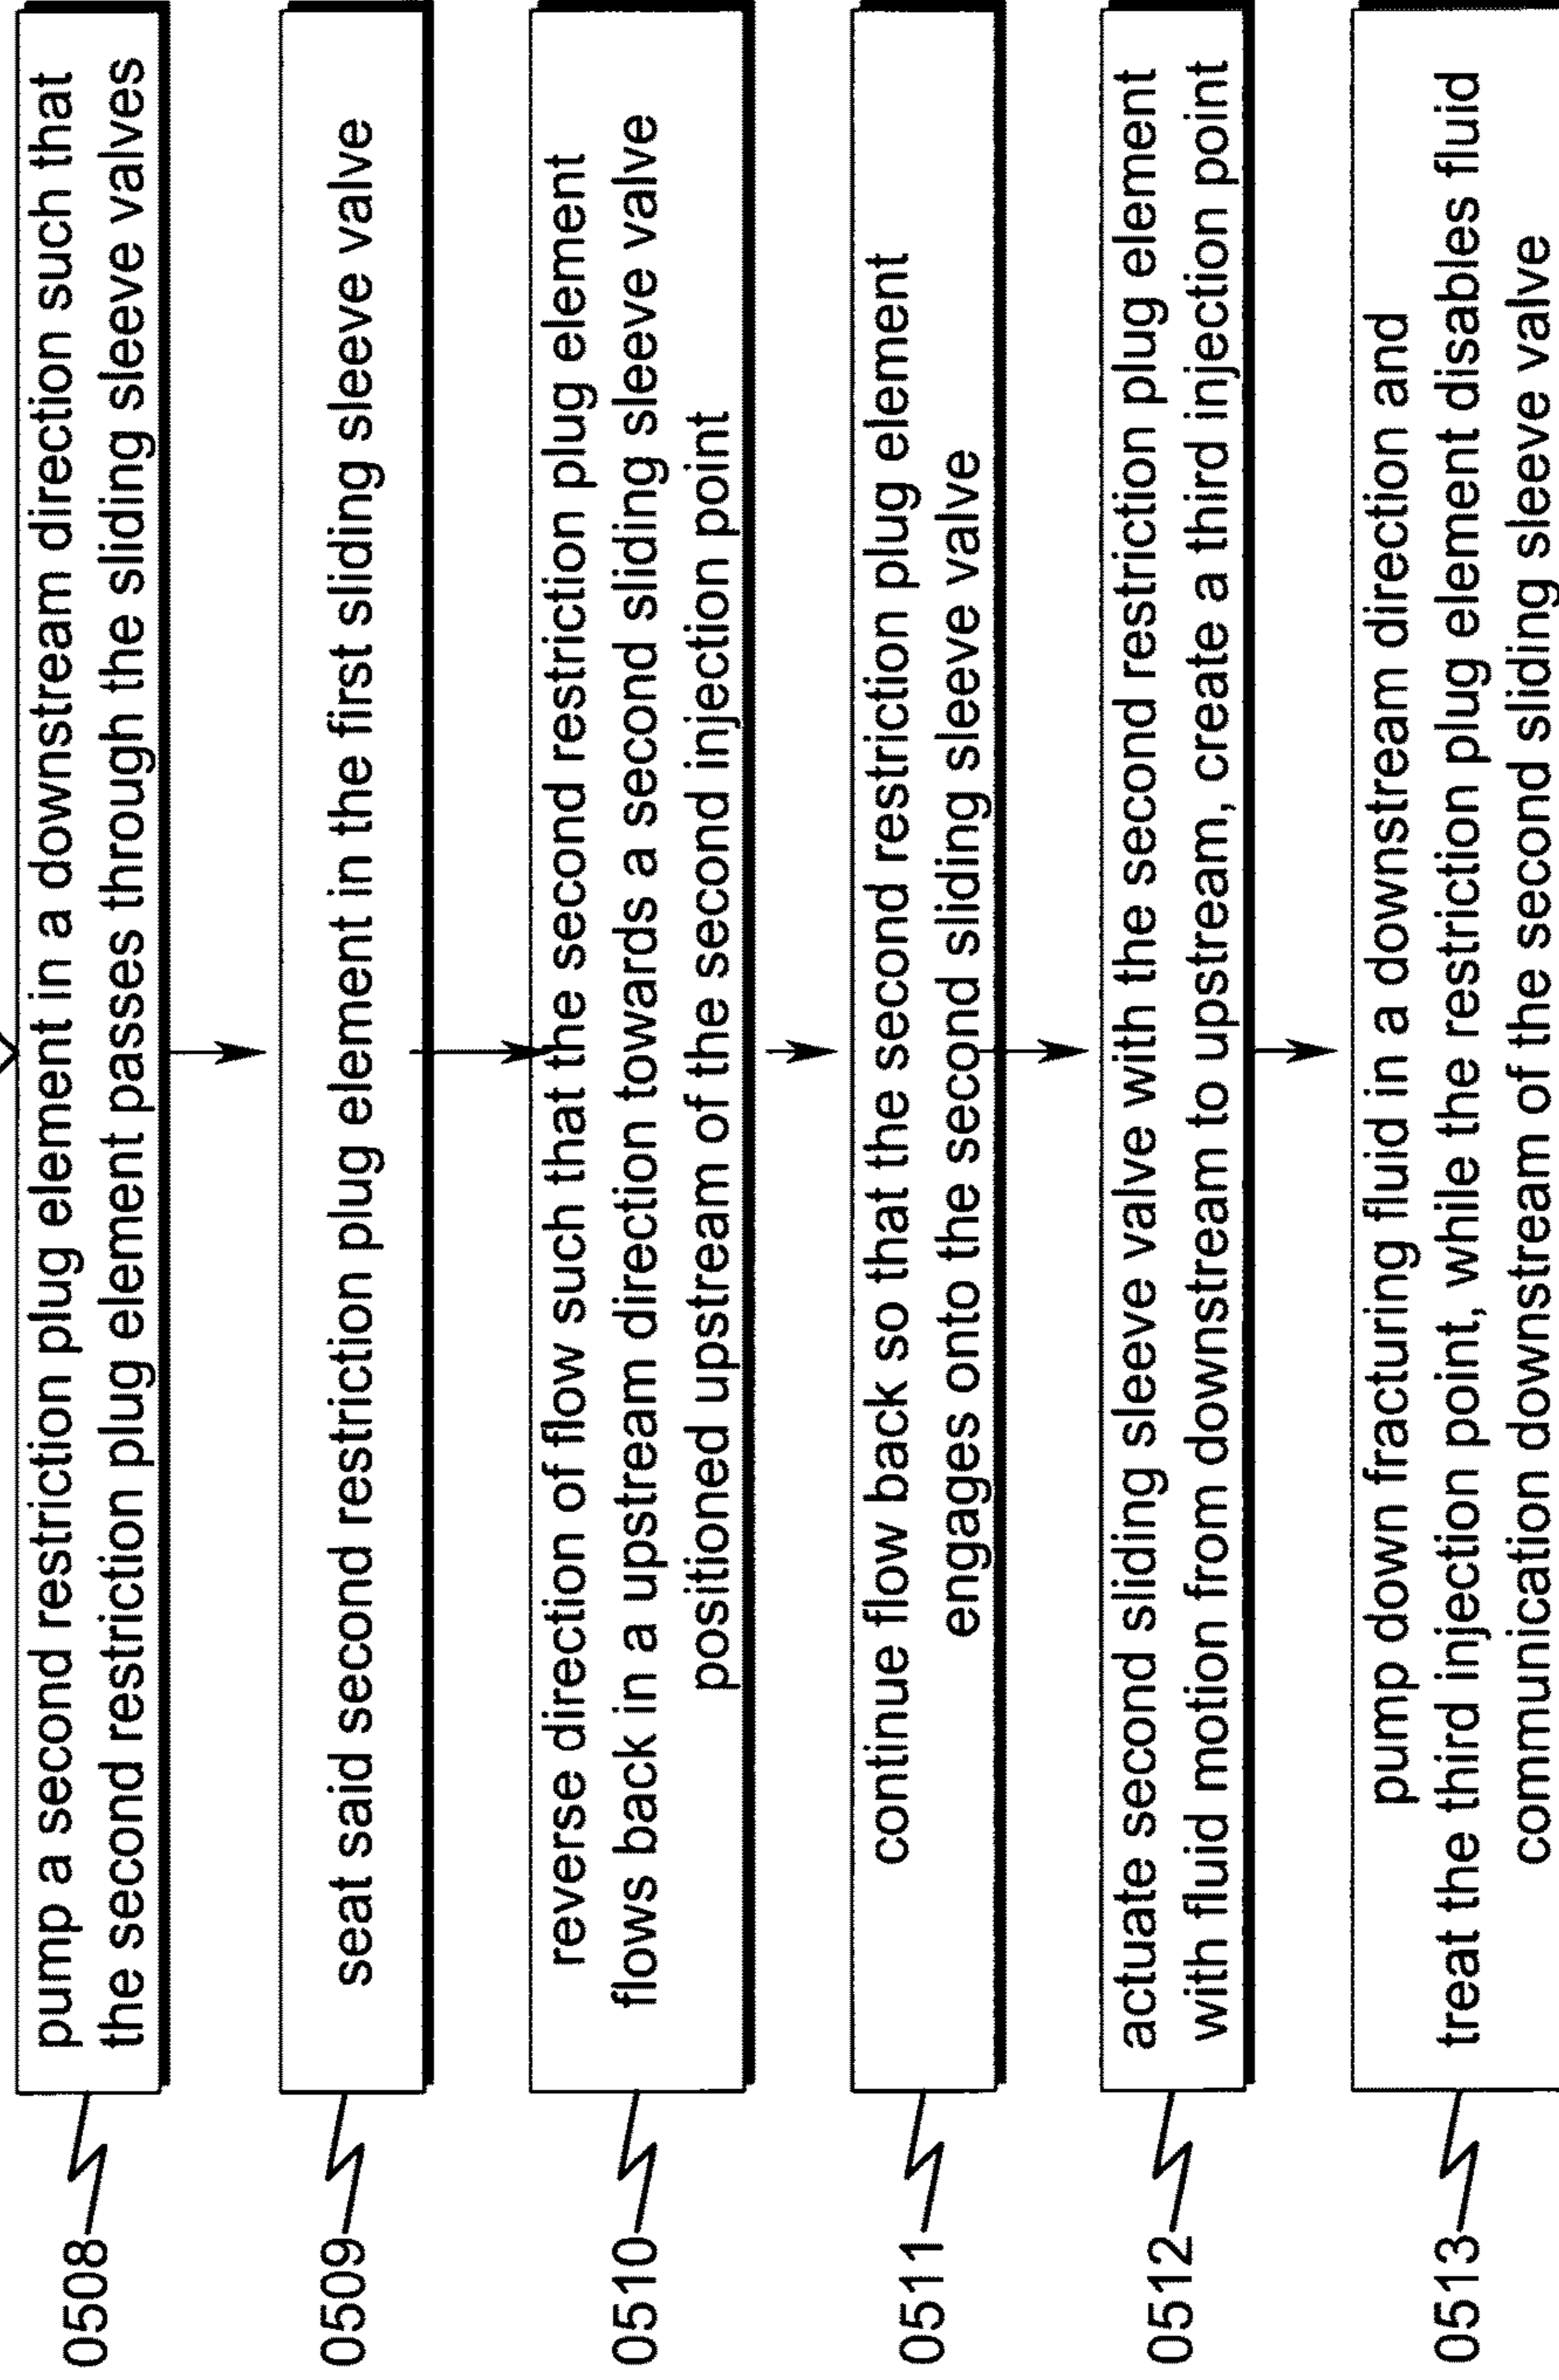 pump a second restriction plug element in a downstream direction such that
the second restriction plug element passes through the sliding sleeve valves
0508
seat said second restriction plug element in the first sliding sleeve valve
0509
reverse direction of flow such that the second restriction plug element
flows back in a upstream direction towards a second sliding sleeve valve
positioned upstream of the second injection point
0510
continue flow back so that the second restriction plug element
engages onto the second sliding sleeve valve
0511
actuate second sliding sleeve valve with the second restriction plug element
with fluid motion from downstream to upstream, create a third injection point
0512
pump down fracturing fluid in a downstream direction and
treat the third injection point, while the restriction plug element disables fluid
communication downstream of the second sliding sleeve valve
0513